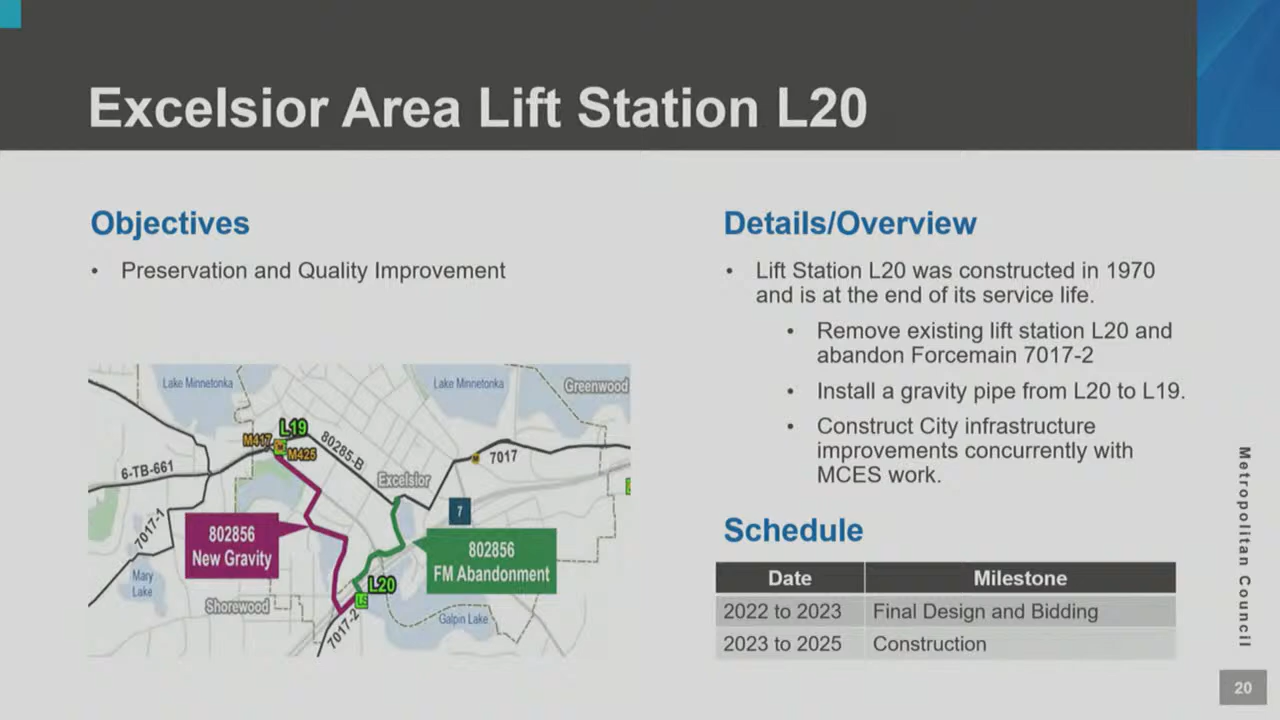 Excelsior Area Lift Station L20
Objectives
• Preservation and Quality Improvement
Lake Minnetonka
Lake Minnetonka
Greenwood
L19
M417
M425
80285-B
7017
6-TB-661
Excelsior
7
7017-1
802856
New Gravity
802856
FM Abandonment
Mary
Lake
L20
Shorewood
7017-2
Galpin Lake
Details/Overview
• Lift Station L20 was constructed in 1970
and is at the end of its service life.
• Remove existing lift station L20 and
abandon Forcemain 7017-2
• Install a gravity pipe from L20 to L19.
• Construct City infrastructure
improvements concurrently with
MCES work.
Schedule
Date Milestone
2022 to 2023 Final Design and Bidding
2023 to 2025 Construction
Metropolitan Council
20